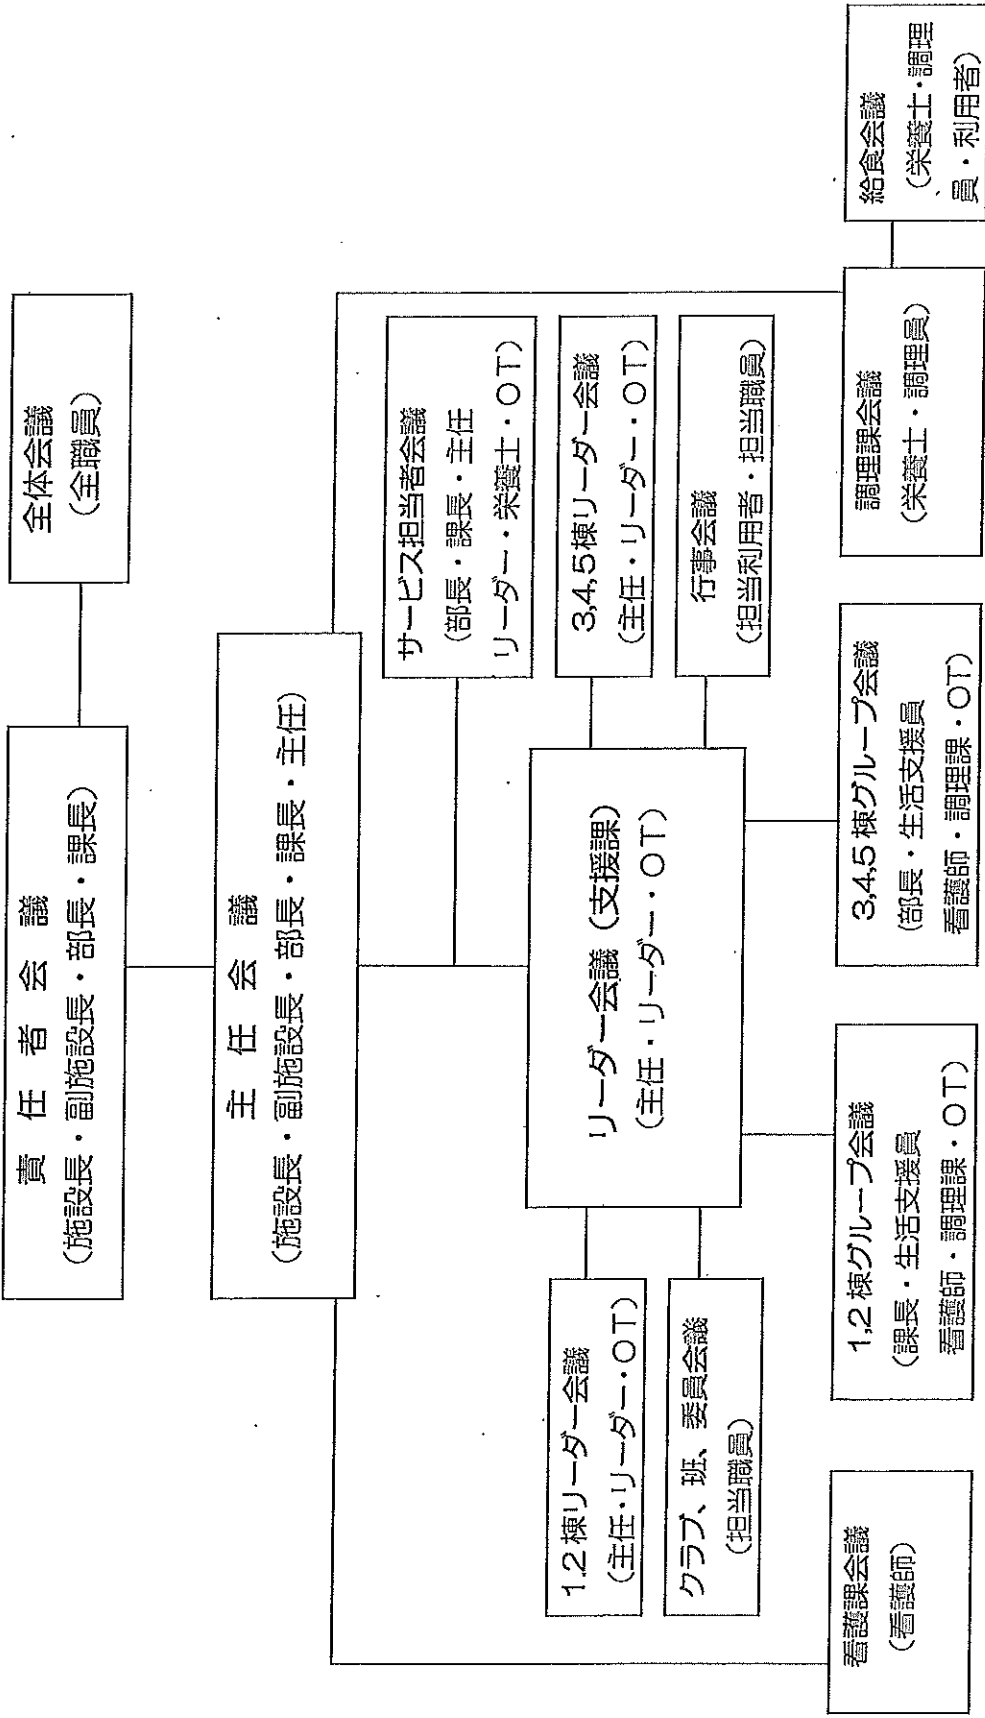 責任者会議
(施設長・副施設長・部長・課長)
全体会議
(全職員)
主任会議
(施設長・副施設長・部長・課長・主任)
サービス担当者会議
(部長・課長・主任
リーダー・栄養士・OT)
リーダー会議(支援課)
(主任・リーダー・OT)
1,2棟リーダー会議
(主任・リーダー・OT)
3,4,5棟リーダー会議
(主任・リーダー・OT)
クラブ、班、委員会議
(担当職員)
行事会議
(担当利用者・担当職員)
看護課会議
(看護師)
1,2棟グループ会議
(課長・生活支援員
看護師・調理課・OT)
3,4,5棟グループ会議
(部長・生活支援員
看護師・調理課・OT)
調理課会議
(栄養士・調理員)
給食会議
(栄養士・調理
員・利用者)